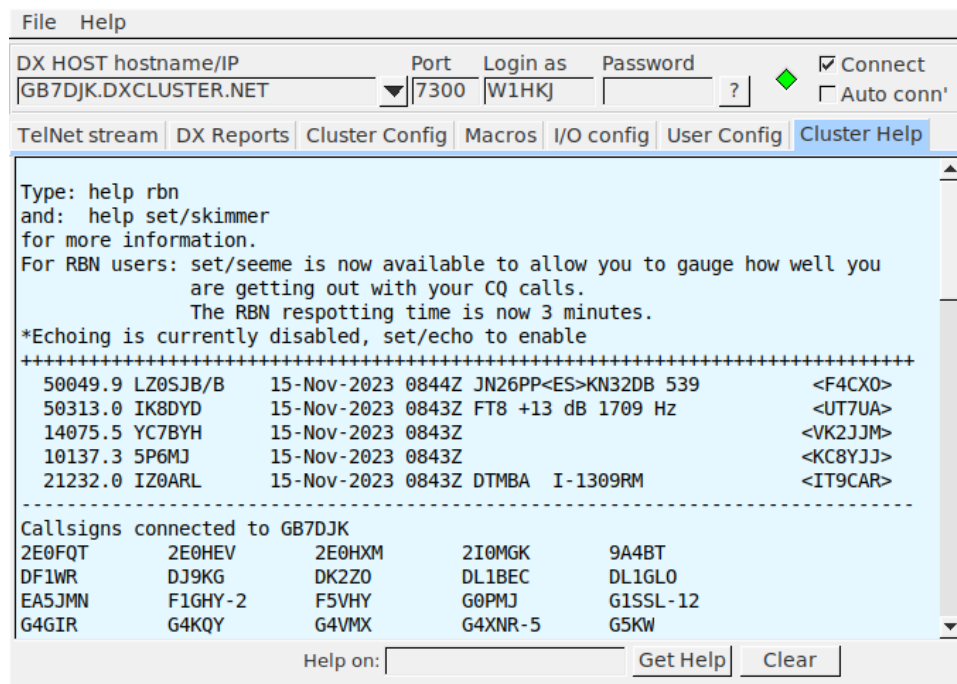 File Help
DX HOST hostname/IP Port Login as Password Connect
GB7DJK.DXCLUSTER.NET 7300 W1HKJ ? Auto conn'
TelNet stream DX Reports Cluster Config Macros I/O config User Config Cluster Help
Type: help rbn
and:  help set/skimmer
for more information.
For RBN users: set/seeme is now available to allow you to gauge how well you
are getting out with your CQ calls.
The RBN respotting time is now 3 minutes.
*Echoing is currently disabled, set/echo to enable
+++++++++++++++++++++++++++++++++++++++++++++++++++++++++++++++++++++++++++++++
50049.9 LZ0SJB/B 15-Nov-2023 0844Z JN26PP<ES>KN32DB 539 <F4CXO>
50313.0 IK8DYD 15-Nov-2023 0843Z FT8 +13 dB 1709 Hz <UT7UA>
14075.5 YC7BYH 15-Nov-2023 0843Z <VK2JJM>
10137.3 5P6MJ 15-Nov-2023 0843Z <KC8YJJ>
21232.0 IZ0ARL 15-Nov-2023 0843Z DTMBA I-1309RM <IT9CAR>
-------------------------------------------------------------------------------
Callsigns connected to GB7DJK
2E0FQT 2E0HEV 2E0HXM 2I0MGK 9A4BT
DF1WR DJ9KG DK2ZO DL1BEC DL1GLO
EA5JMN F1GHY-2 F5VHY G0PMJ G1SSL-12
G4GIR G4KQY G4VMX G4XNR-5 G5KW
Help on: Get Help Clear